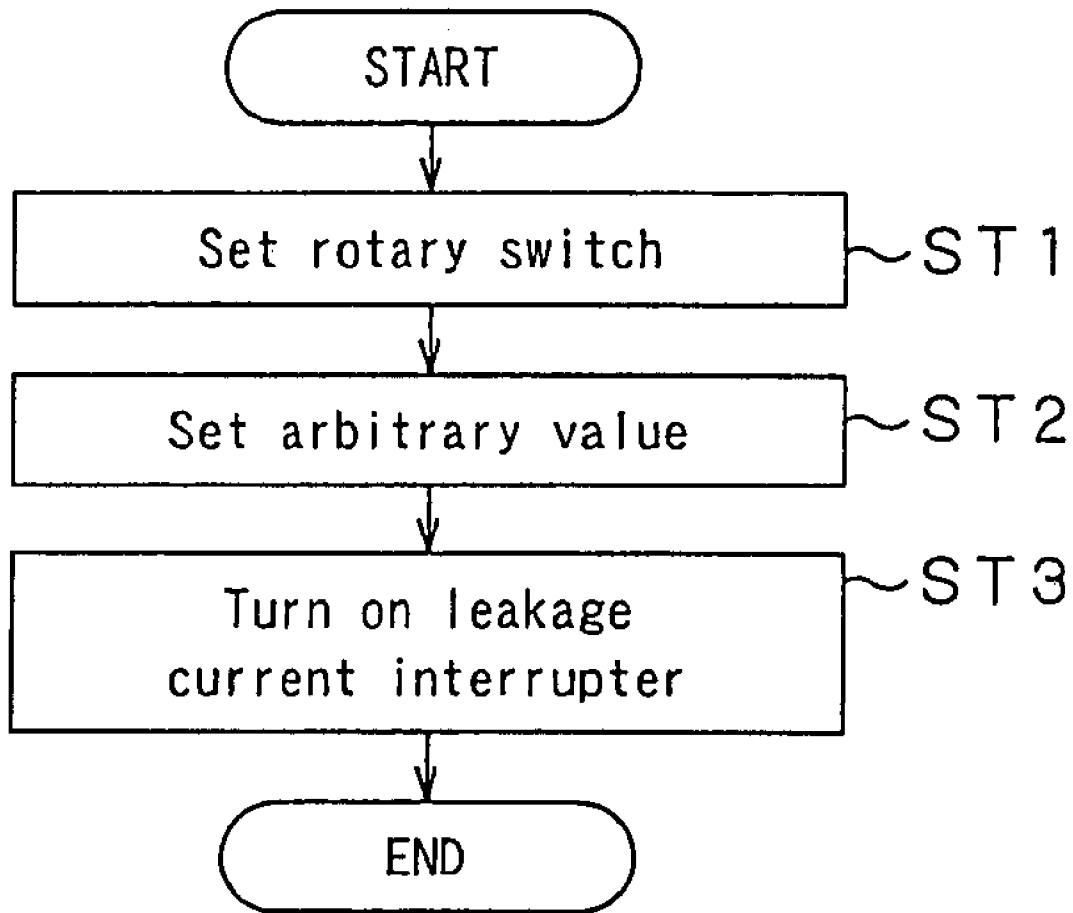 START
Set rotary switch
ST1
Set arbitrary value
ST2
Turn on leakage
current interrupter
ST3
END